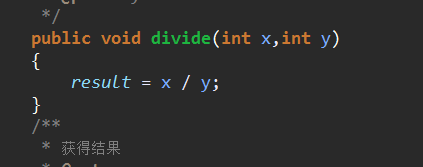 */
public void divide(int x,int y)
{
result = x / y;
}
/**
* 获得结果